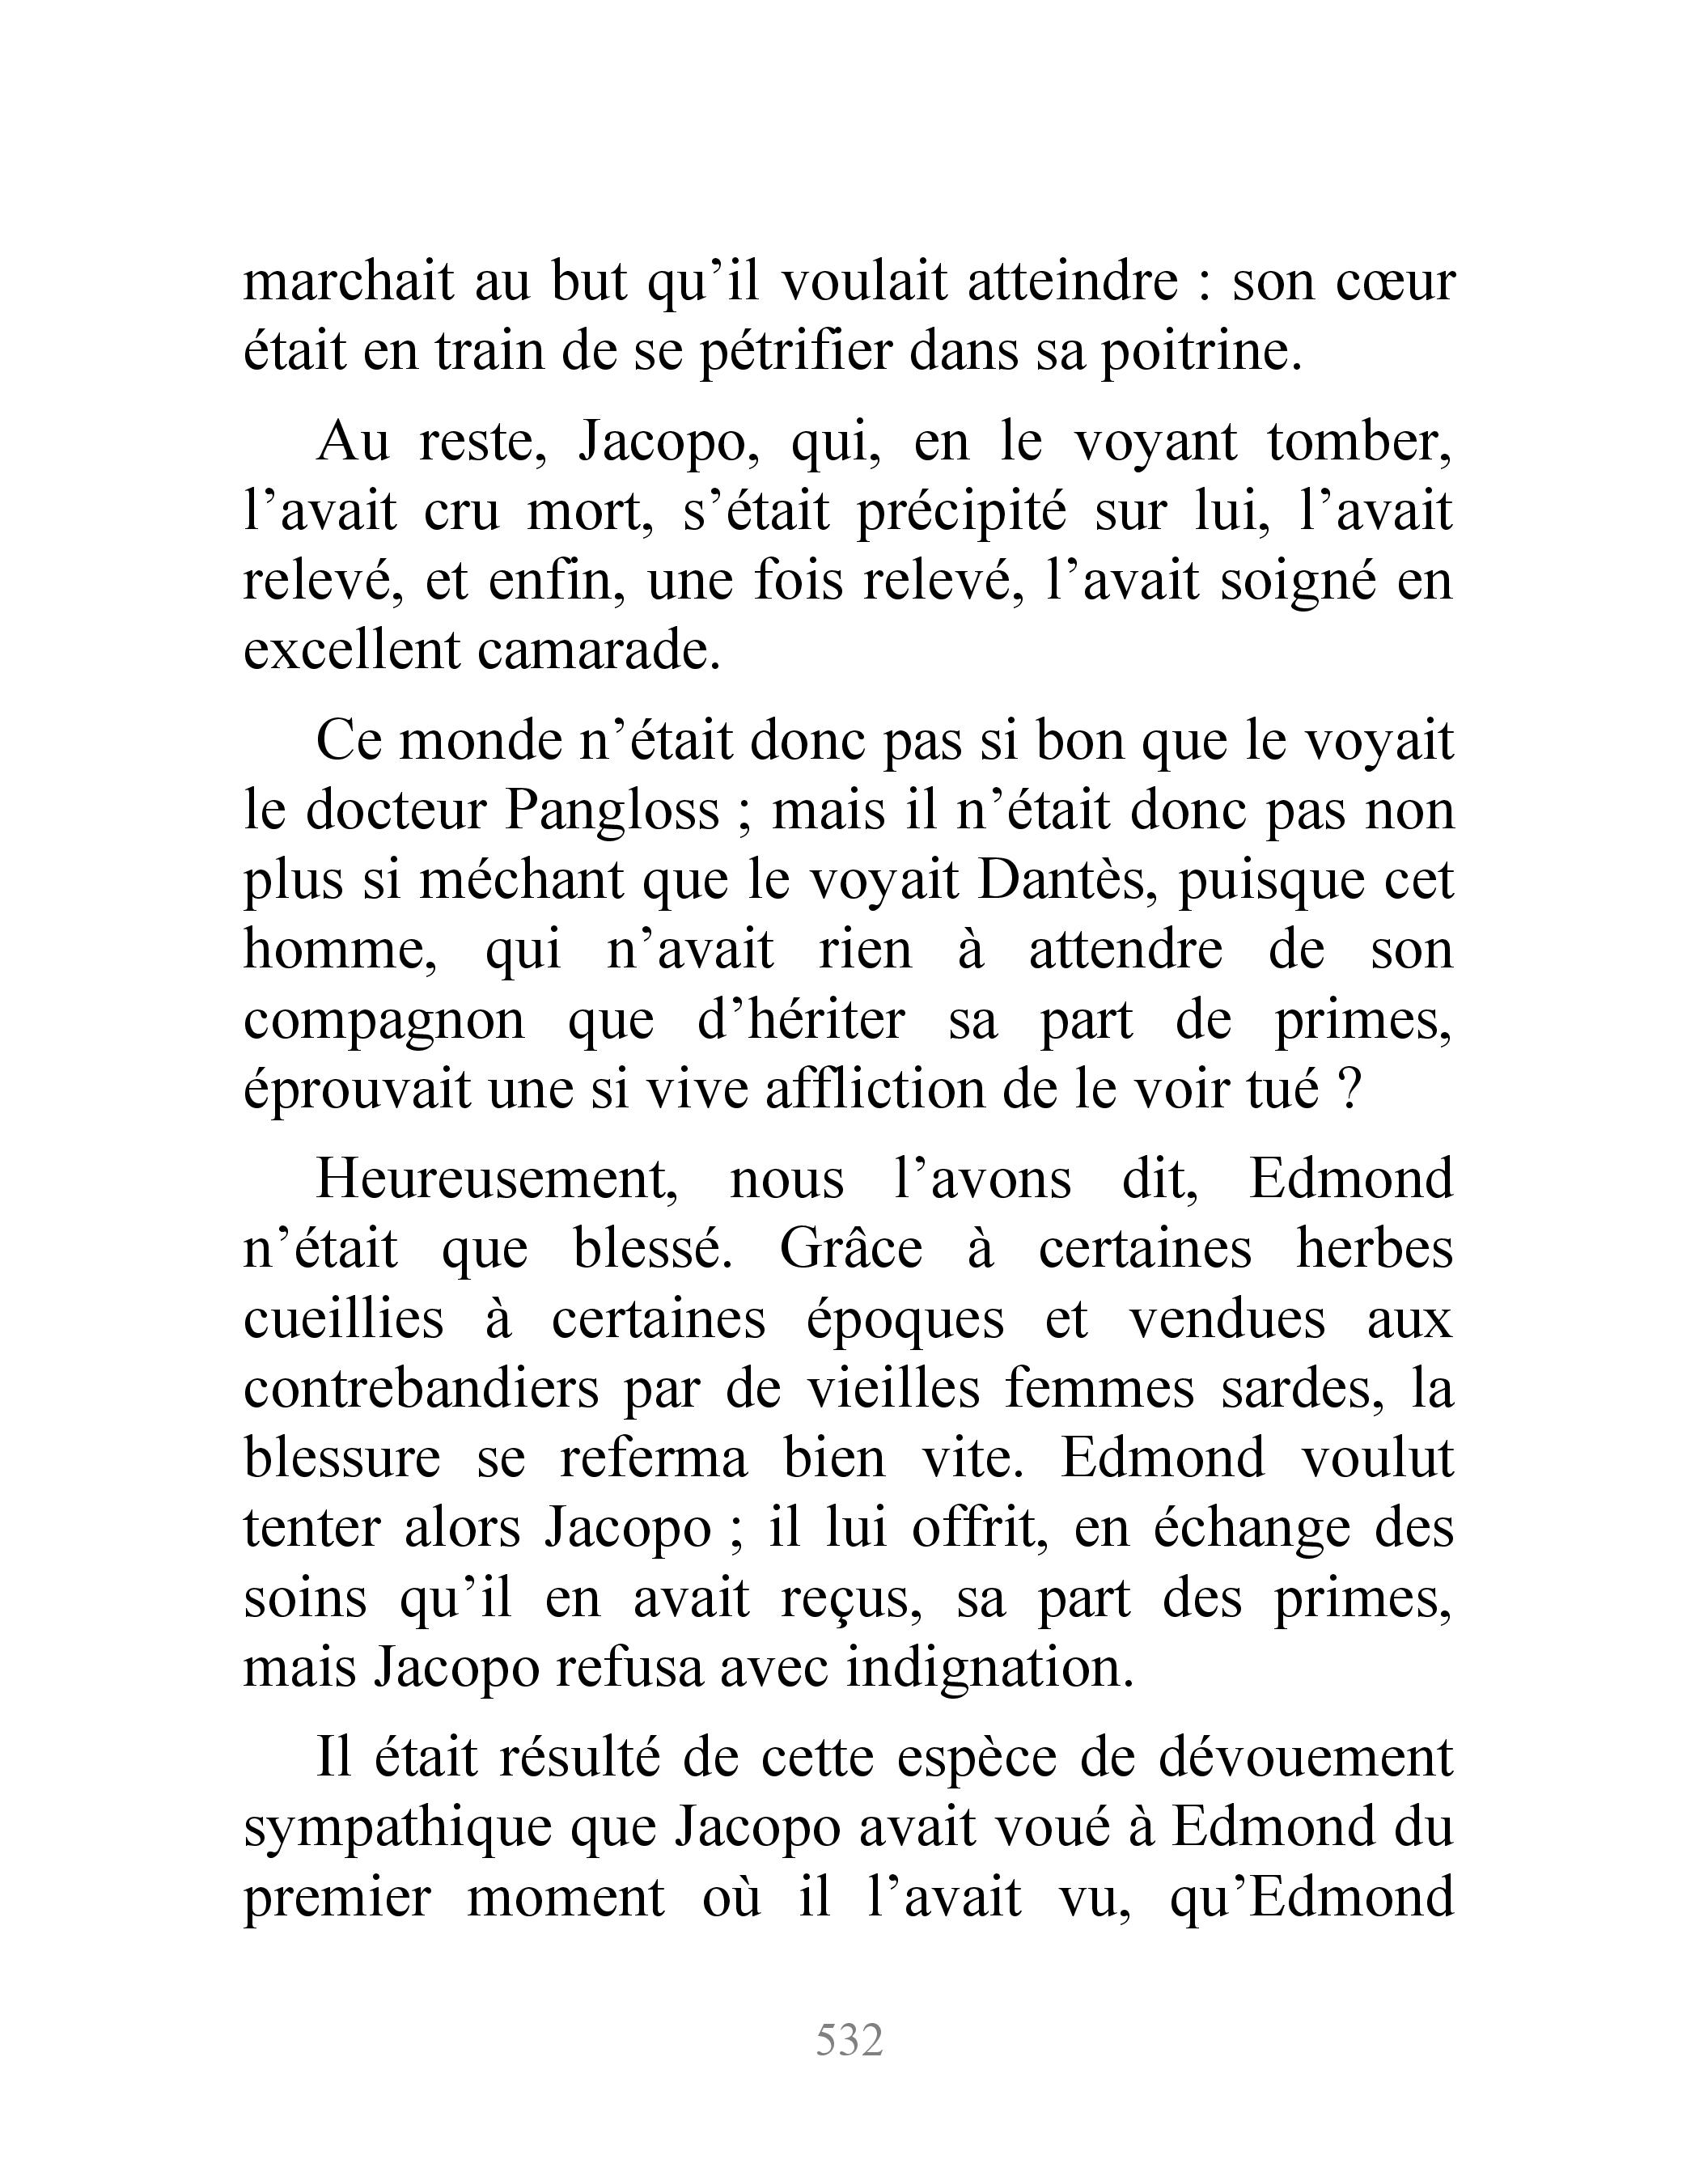 marchait au but qu’il voulait atteindre : son cœur
était en train de se pétrifier dans sa poitrine.
Au reste, Jacopo, qui, en le voyant tomber,
l’avait cru mort, s’était précipité sur lui, l’avait
relevé, et enfin, une fois relevé, l’avait soigné en
excellent camarade.
Ce monde n’était donc pas si bon que le voyait
le docteur Pangloss ; mais il n’était donc pas non
plus si méchant que le voyait Dantès, puisque cet
homme, qui n’avait rien à attendre de son
compagnon que d’hériter sa part de primes,
éprouvait une si vive affliction de le voir tué ?
Heureusement, nous l’avons dit, Edmond
n’était que blessé. Grâce à certaines herbes
cueillies à certaines époques et vendues aux
contrebandiers par de vieilles femmes sardes, la
blessure se referma bien vite. Edmond voulut
tenter alors Jacopo ; il lui offrit, en échange des
soins qu’il en avait reçus, sa part des primes,
mais Jacopo refusa avec indignation.
Il était résulté de cette espèce de dévouement
sympathique que Jacopo avait voué à Edmond du
premier moment où il l’avait vu, qu’Edmond
532